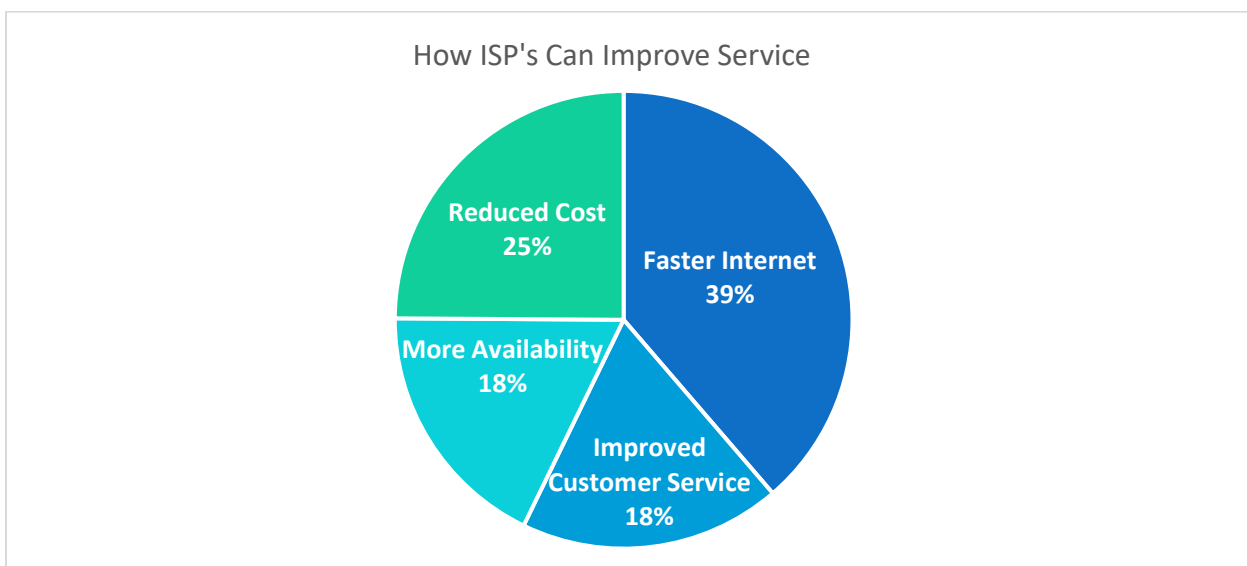 How ISP's Can Improve Service
Reduced Cost
25%
Faster Internet
39%
More Availability
18%
Improved
Customer Service
18%